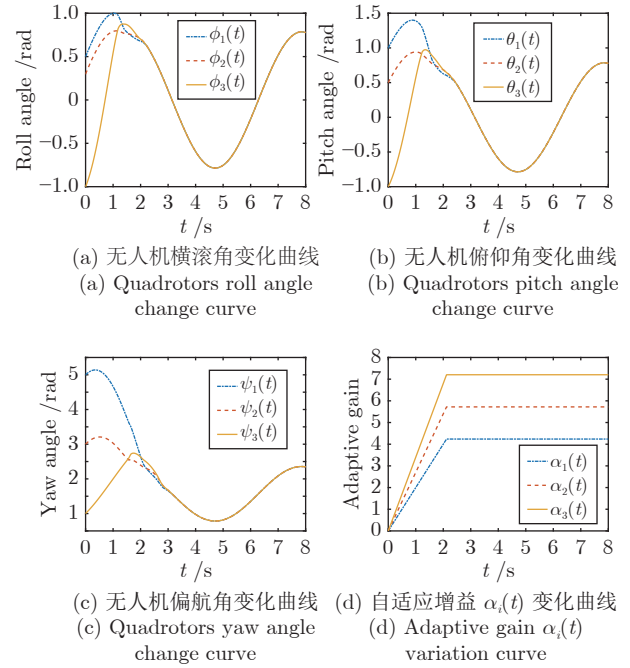 1.0
0.5
0
−0.5
−1.0
Roll angle /rad
ϕ₁(t)
ϕ₂(t)
ϕ₃(t)
0 1 2 3 4 5 6 7 8
t /s
(a) 无人机横滚角变化曲线
(a) Quadrotors roll angle
change curve
1.5
1.0
0.5
0
−0.5
−1.0
Pitch angle /rad
θ₁(t)
θ₂(t)
θ₃(t)
0 1 2 3 4 5 6 7 8
t /s
(b) 无人机俯仰角变化曲线
(b) Quadrotors pitch angle
change curve
5
4
3
2
1
Yaw angle /rad
ψ₁(t)
ψ₂(t)
ψ₃(t)
0 1 2 3 4 5 6 7 8
t /s
(c) 无人机偏航角变化曲线
(c) Quadrotors yaw angle
change curve
8
7
6
5
4
3
2
1
0
Adaptive gain
α₁(t)
α₂(t)
α₃(t)
0 1 2 3 4 5 6 7 8
t /s
(d) 自适应增益 αᵢ(t) 变化曲线
(d) Adaptive gain αᵢ(t)
variation curve